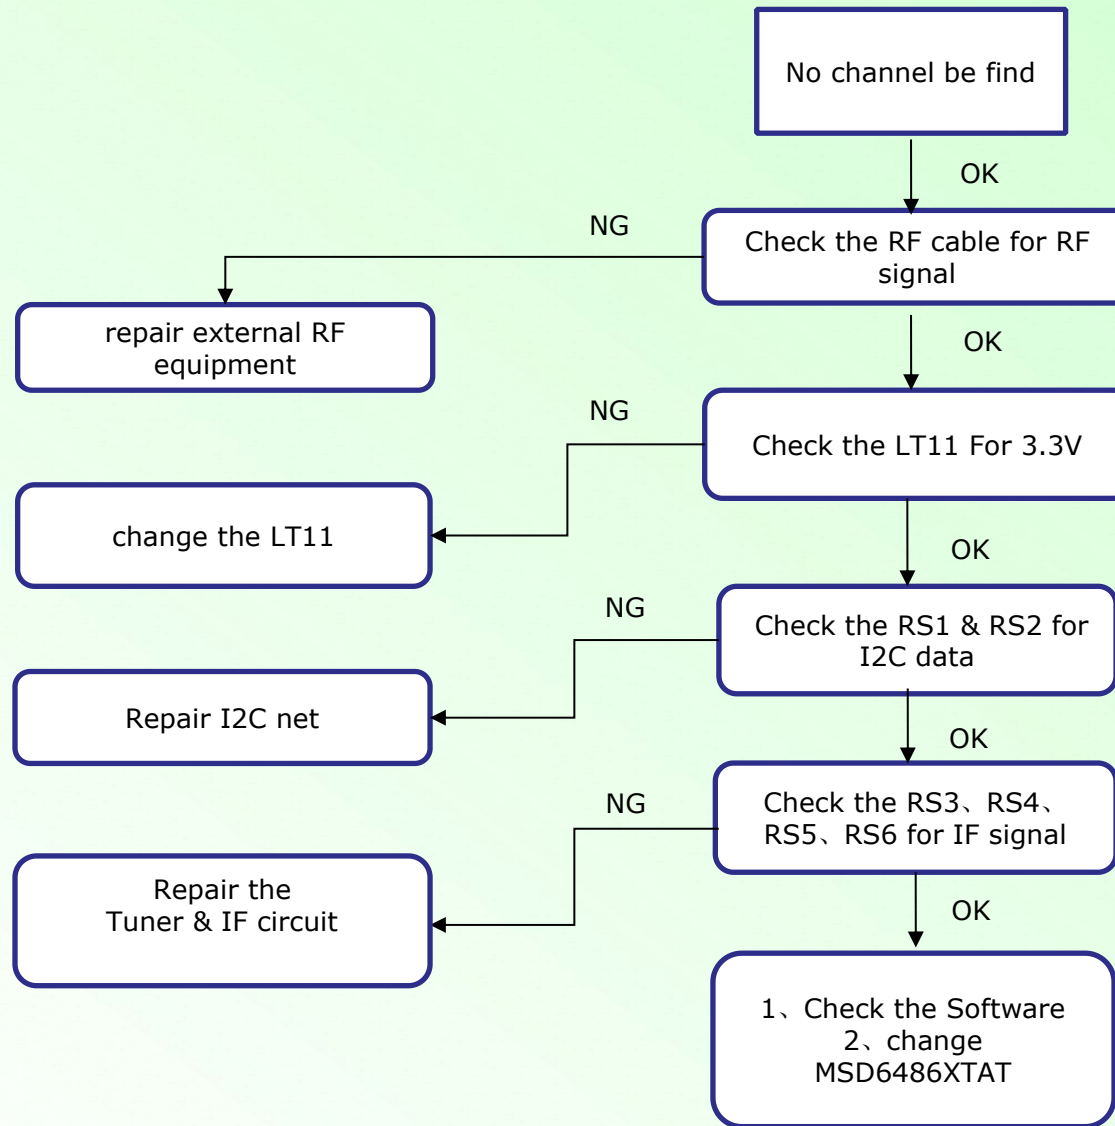 No channel be find
OK
NG
Check the RF cable for RF
signal
repair external RF
equipment
OK
NG
Check the LT11 For 3.3V
change the LT11
OK
NG
Check the RS1 & RS2 for
I2C data
Repair I2C net
OK
NG
Check the RS3、RS4、
RS5、RS6 for IF signal
Repair the
Tuner & IF circuit
OK
1、Check the Software
2、change
MSD6486XTAT